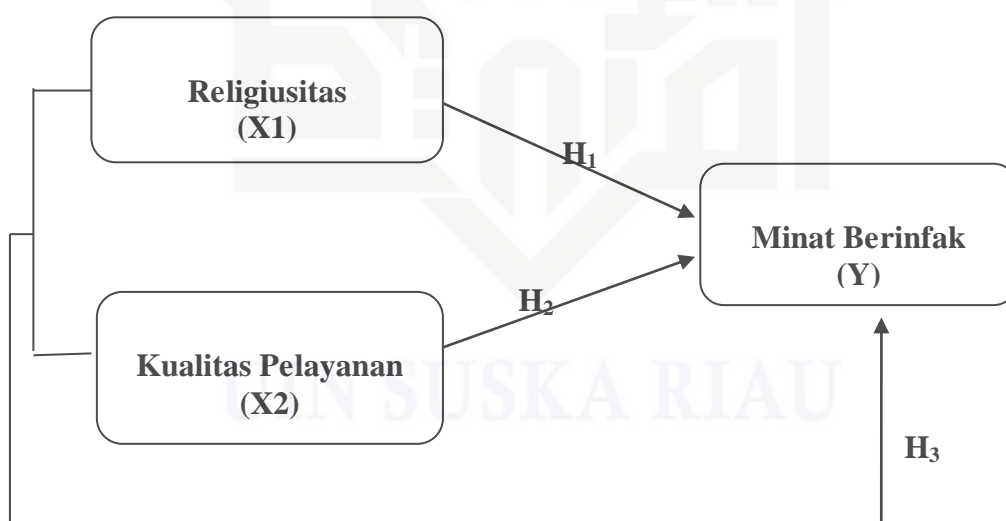 Religiusitas
(X1)
H₁
Minat Berinfak
(Y)
H₂
Kualitas Pelayanan
(X2)
UIN SUSKA RIAU
H₃